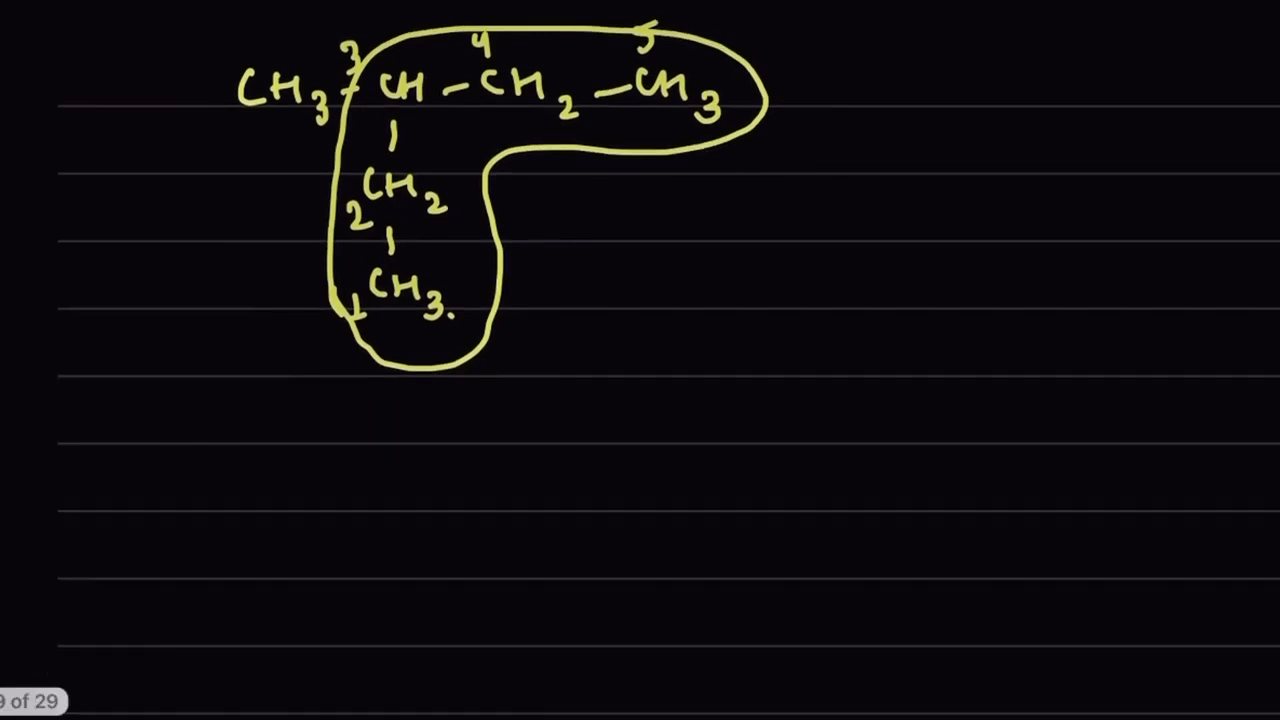 3 4 5
CH3 - CH - CH2 - CH3
|
2 CH2
|
1 CH3.
9 of 29